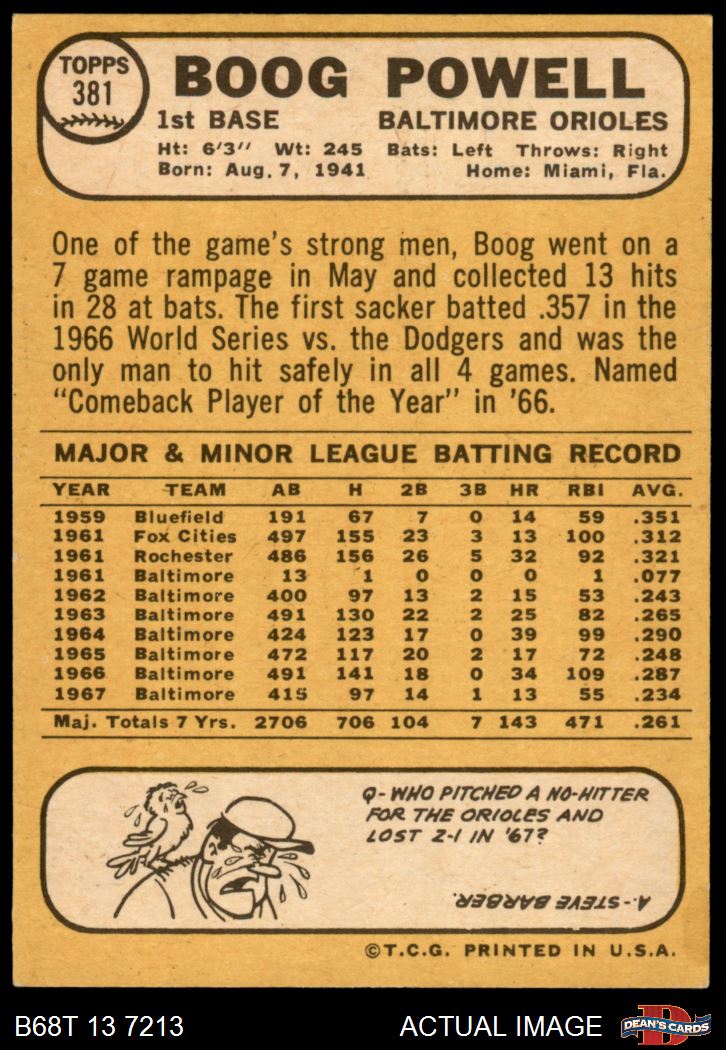 TOPPS
381
BOOG POWELL
1st BASE BALTIMORE ORIOLES
Ht: 6'3'' Wt: 245 Bats: Left Throws: Right
Born: Aug. 7, 1941 Home: Miami, Fla.
One of the game's strong men, Boog went on a
7 game rampage in May and collected 13 hits
in 28 at bats. The first sacker batted .357 in the
1966 World Series vs. the Dodgers and was the
only man to hit safely in all 4 games. Named
"Comeback Player of the Year" in '66.
MAJOR & MINOR LEAGUE BATTING RECORD
YEAR TEAM AB H 2B 3B HR RBI AVG.
1959 Bluefield 191 67 7 0 14 59 .351
1961 Fox Cities 497 155 23 3 13 100 .312
1961 Rochester 486 156 26 5 32 92 .321
1961 Baltimore 13 1 0 0 0 1 .077
1962 Baltimore 400 97 13 2 15 53 .243
1963 Baltimore 491 130 22 2 25 82 .265
1964 Baltimore 424 123 17 0 39 99 .290
1965 Baltimore 472 117 20 2 17 72 .248
1966 Baltimore 491 141 18 0 34 109 .287
1967 Baltimore 415 97 14 1 13 55 .234
Maj. Totals 7 Yrs. 2706 706 104 7 143 471 .261
Q-WHO PITCHED A NO-HITTER
FOR THE ORIOLES AND
LOST 2-1 IN '67?
A-STEVE BARBER.
©T.C.G. PRINTED IN U.S.A.
B68T 13 7213 ACTUAL IMAGE
D
DEAN'S CARDS